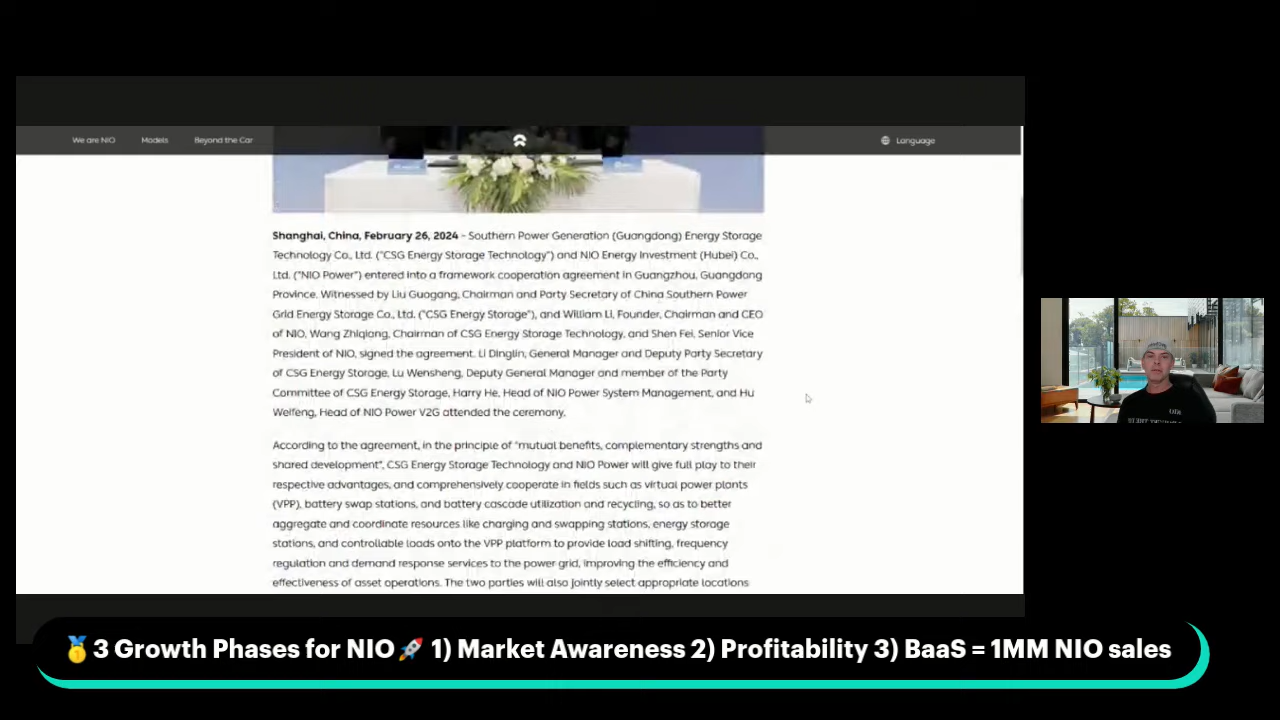 We are NIO Models Beyond the Car Language
Shanghai, China, February 26, 2024 - Southern Power Generation (Guangdong) Energy Storage
Technology Co., Ltd. ("CSG Energy Storage Technology") and NIO Energy Investment (Hubei) Co.,
Ltd. ("NIO Power") entered into a framework cooperation agreement in Guangzhou, Guangdong
Province. Witnessed by Liu Guogang, Chairman and Party Secretary of China Southern Power
Grid Energy Storage Co., Ltd. ("CSG Energy Storage"), and William Li, Founder, Chairman and CEO
of NIO, Wang Zhiqiang, Chairman of CSG Energy Storage Technology, and Shen Fei, Senior Vice
President of NIO, signed the agreement. Li Dinglin, General Manager and Deputy Party Secretary
of CSG Energy Storage, Lu Wensheng, Deputy General Manager and member of the Party
Committee of CSG Energy Storage, Harry He, Head of NIO Power System Management, and Hu
Weifeng, Head of NIO Power V2G attended the ceremony.
According to the agreement, in the principle of "mutual benefits, complementary strengths and
shared development", CSG Energy Storage Technology and NIO Power will give full play to their
respective advantages, and comprehensively cooperate in fields such as virtual power plants
(VPP), battery swap stations, and battery cascade utilization and recycling, so as to better
aggregate and coordinate resources like charging and swapping stations, energy storage
stations, and controllable loads onto the VPP platform to provide load shifting, frequency
regulation and demand response services to the power grid, improving the efficiency and
effectiveness of asset operations. The two parties will also jointly select appropriate locations
🥇3 Growth Phases for NIO🚀 1) Market Awareness 2) Profitability 3) BaaS = 1MM NIO sales